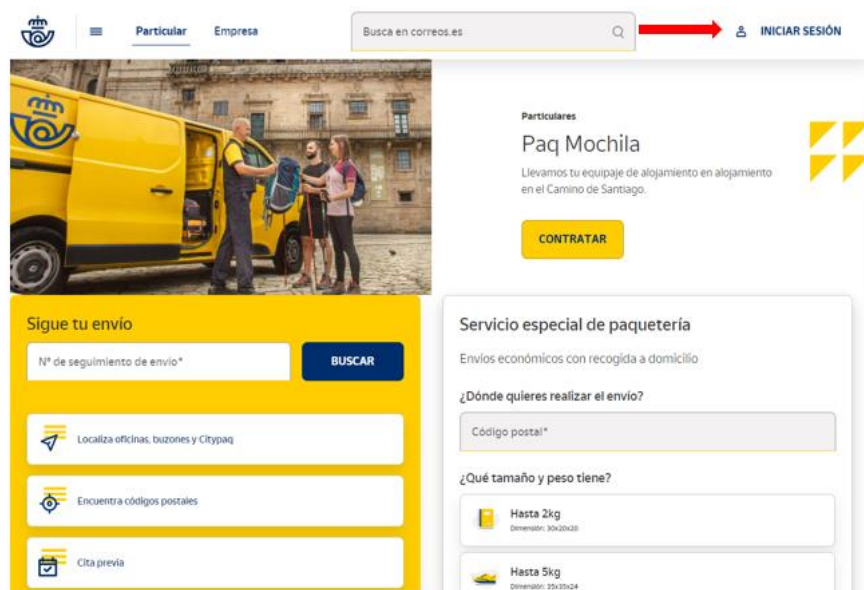 Particular
Empresa
Busca en correos.es
INICIAR SESIÓN
Particulares
Paq Mochila
Llevamos tu equipaje de alojamiento en alojamiento
en el Camino de Santiago.
CONTRATAR
Sigue tu envío
Nº de seguimiento de envío*
BUSCAR
Localiza oficinas, buzones y Citypaq
Encuentra códigos postales
Cita previa
Servicio especial de paquetería
Envíos económicos con recogida a domicilio
¿Dónde quieres realizar el envío?
Código postal*
¿Qué tamaño y peso tiene?
Hasta 2kg
Dimensión: 30x20x20
Hasta 5kg
Dimensión: 35x35x24